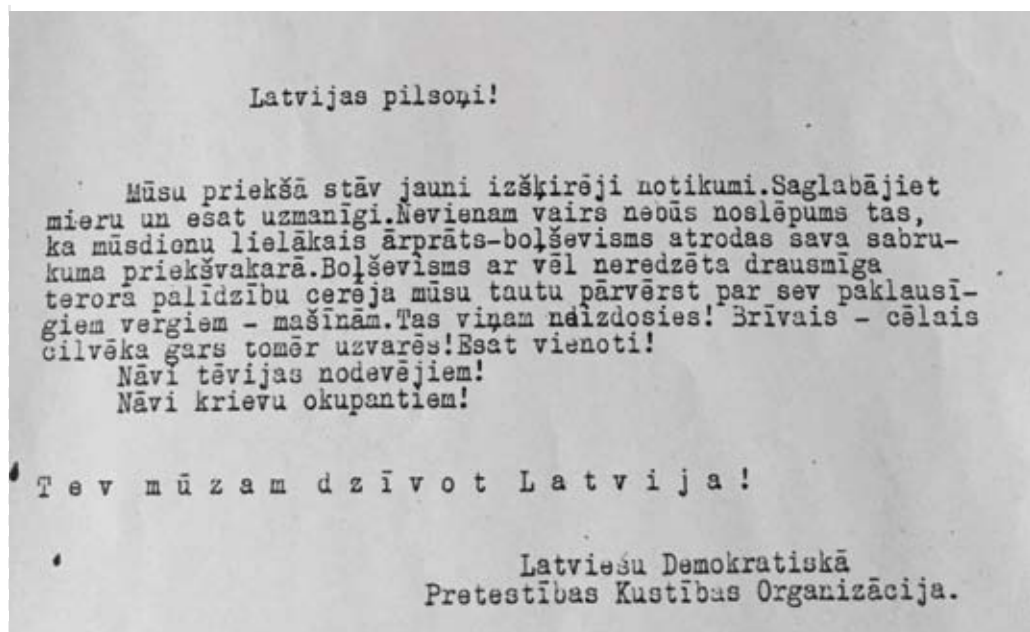 Latvijas pilsoņi!
Mūsu priekšā stāv jauni izšķirēji notikumi.Saglabājiet
mieru un esat uzmanīgi.Nevienam vairs nebūs noslēpums tas,
ka mūsdienu lielākais ārprāts-boļševisms atrodas sava sabru-
kuma priekšvakarā.Boļševisms ar vēl neredzēta drausmīga
terora palīdzību cerēja mūsu tautu pārvērst par sev paklausī-
giem vergiem - mašīnām.Tas viņam neizdosies! Brīvais - cēlais
cilvēka gars tomēr uzvarēs!Esat vienoti!
Nāvi tēvijas nodevējiem!
Nāvi krievu okupantiem!
Tev mūzam dzīvot Latvija!
Latviešu Demokratiskā
Pretestības Kustības Organizācija.